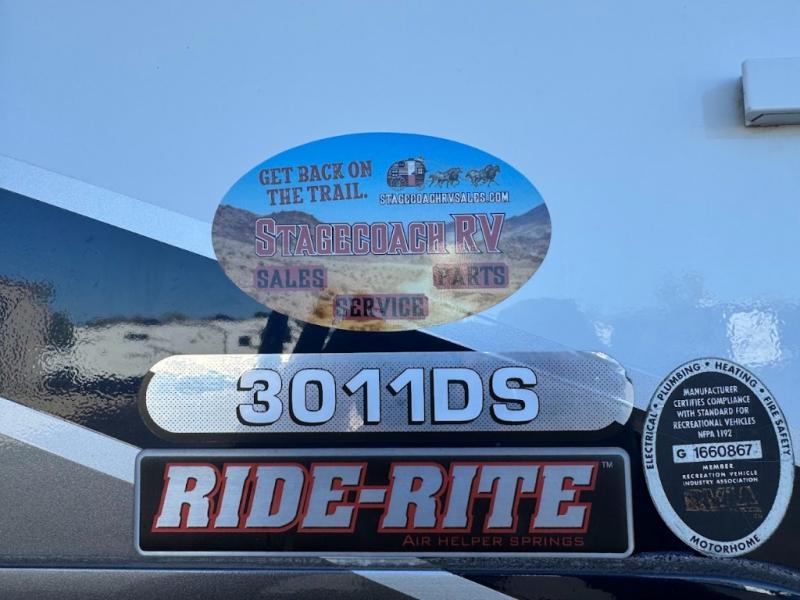 GET BACK ON
THE TRAIL.
STAGECOACHRVSALES.COM
STAGECOACH RV
SALES
PARTS
SERVICE
3011DS
RIDE-RITE™
AIR HELPER SPRINGS
ELECTRICAL • PLUMBING • HEATING • FIRE SAFETY
MANUFACTURER
CERTIFIES COMPLIANCE
WITH STANDARD FOR
RECREATIONAL VEHICLES
NFPA 1192
G 1660867
MEMBER
RECREATION VEHICLE
INDUSTRY ASSOCIATION
RVIA
MOTORHOME